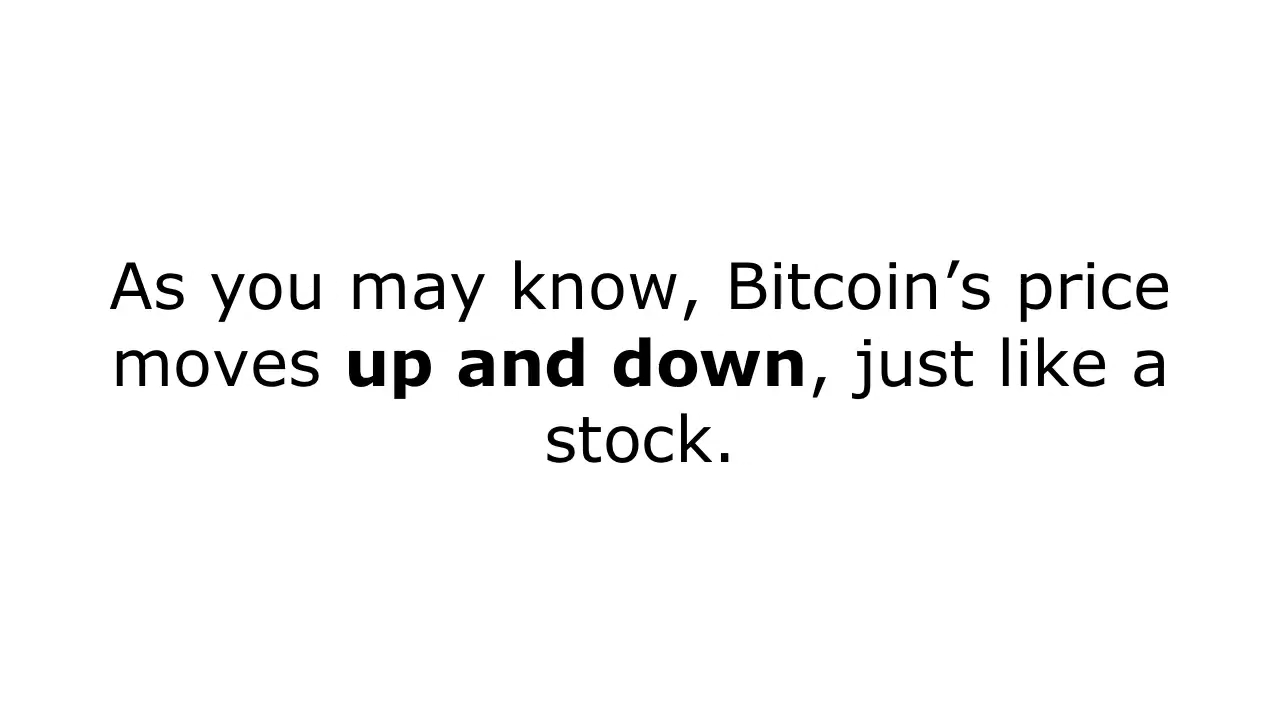 As you may know, Bitcoin’s price
moves up and down, just like a
stock.